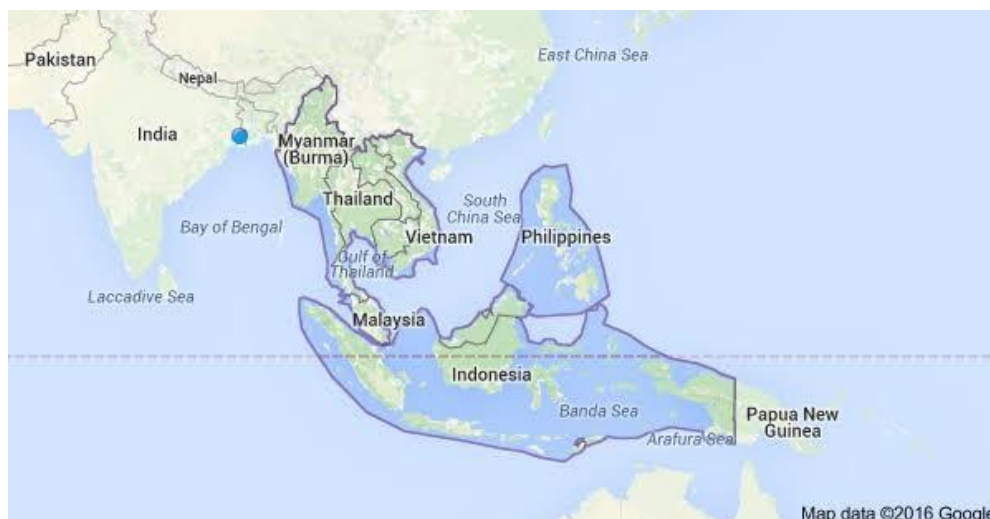 East China Sea
Pakistan
Nepal
India
Myanmar
(Burma)
Thailand
South
China Sea
Bay of Bengal
Vietnam
Philippines
Gulf of
Thailand
Laccadive Sea
Malaysia
Indonesia
Banda Sea
Papua New
Guinea
Arafura Sea
Map data ©2016 Google